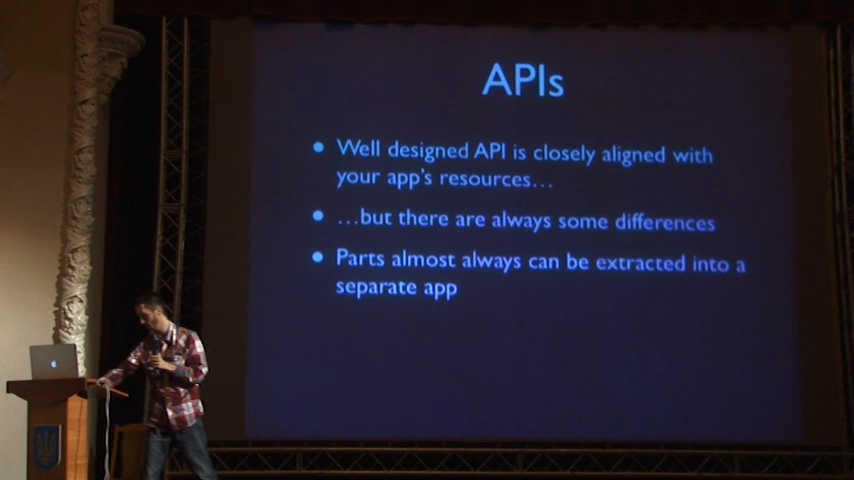 APIs
• Well designed API is closely aligned with
your app's resources...
• ...but there are always some differences
• Parts almost always can be extracted into a
separate app